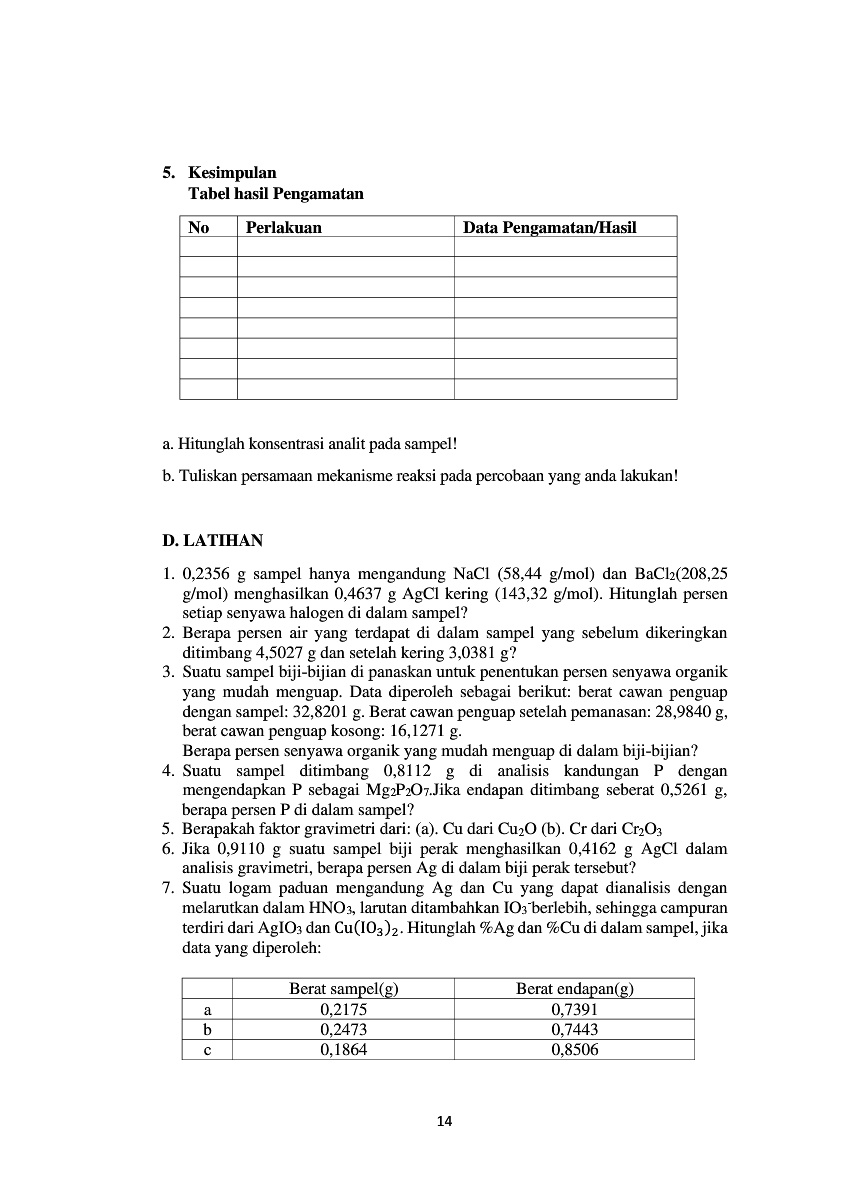 5. Kesimpulan
Tabel hasil Pengamatan
No Perlakuan Data Pengamatan/Hasil
a. Hitunglah konsentrasi analit pada sampel!
b. Tuliskan persamaan mekanisme reaksi pada percobaan yang anda lakukan!
D. LATIHAN
1. 0,2356 g sampel hanya mengandung NaCl (58,44 g/mol) dan BaCl₂(208,25
g/mol) menghasilkan 0,4637 g AgCl kering (143,32 g/mol). Hitunglah persen
setiap senyawa halogen di dalam sampel?
2. Berapa persen air yang terdapat di dalam sampel yang sebelum dikeringkan
ditimbang 4,5027 g dan setelah kering 3,0381 g?
3. Suatu sampel biji-bijian di panaskan untuk penentukan persen senyawa organik
yang mudah menguap. Data diperoleh sebagai berikut: berat cawan penguap
dengan sampel: 32,8201 g. Berat cawan penguap setelah pemanasan: 28,9840 g,
berat cawan penguap kosong: 16,1271 g.
Berapa persen senyawa organik yang mudah menguap di dalam biji-bijian?
4. Suatu sampel ditimbang 0,8112 g di analisis kandungan P dengan
mengendapkan P sebagai Mg₂P₂O₇.Jika endapan ditimbang seberat 0,5261 g,
berapa persen P di dalam sampel?
5. Berapakah faktor gravimetri dari: (a). Cu dari Cu₂O (b). Cr dari Cr₂O₃
6. Jika 0,9110 g suatu sampel biji perak menghasilkan 0,4162 g AgCl dalam
analisis gravimetri, berapa persen Ag di dalam biji perak tersebut?
7. Suatu logam paduan mengandung Ag dan Cu yang dapat dianalisis dengan
melarutkan dalam HNO₃, larutan ditambahkan IO₃⁻berlebih, sehingga campuran
terdiri dari AgIO₃ dan Cu(IO₃)₂. Hitunglah %Ag dan %Cu di dalam sampel, jika
data yang diperoleh:
Berat sampel(g) Berat endapan(g)
a 0,2175 0,7391
b 0,2473 0,7443
c 0,1864 0,8506
14